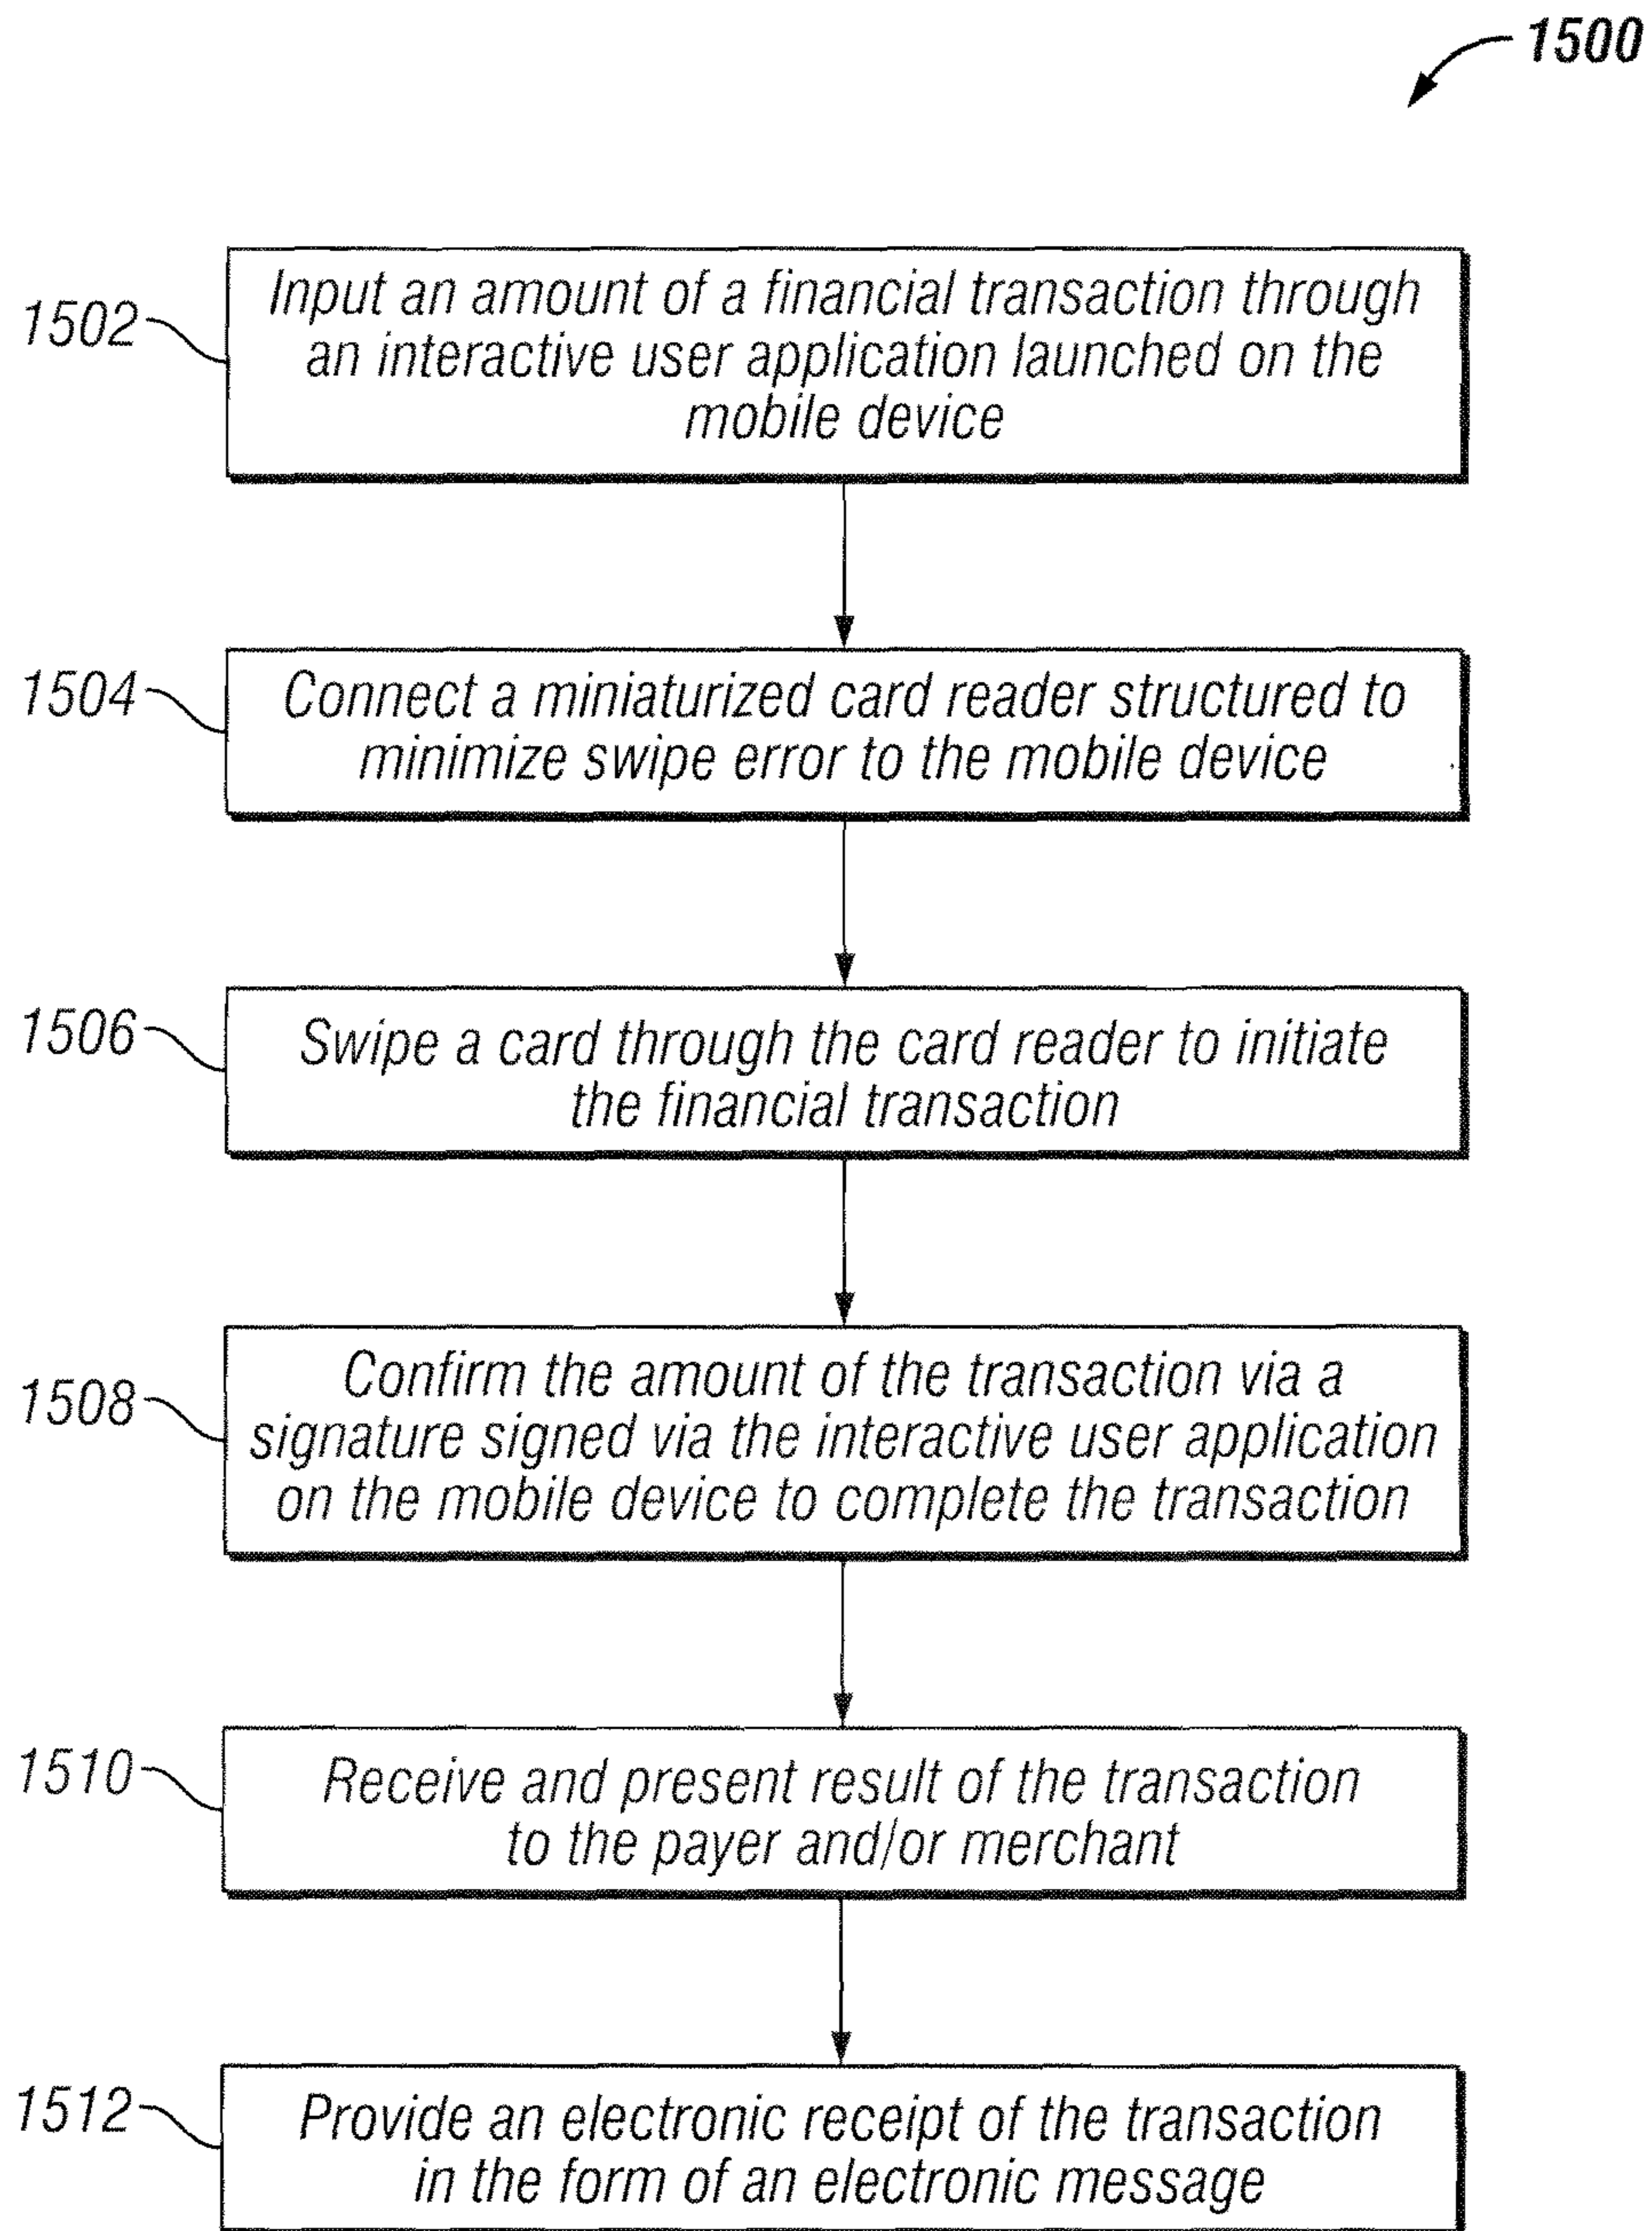 1500
1502
Input an amount of a financial transaction through
an interactive user application launched on the
mobile device
1504
Connect a miniaturized card reader structured to
minimize swipe error to the mobile device
1506
Swipe a card through the card reader to initiate
the financial transaction
1508
Confirm the amount of the transaction via a
signature signed via the interactive user application
on the mobile device to complete the transaction
1510
Receive and present result of the transaction
to the payer and/or merchant
1512
Provide an electronic receipt of the transaction
in the form of an electronic message